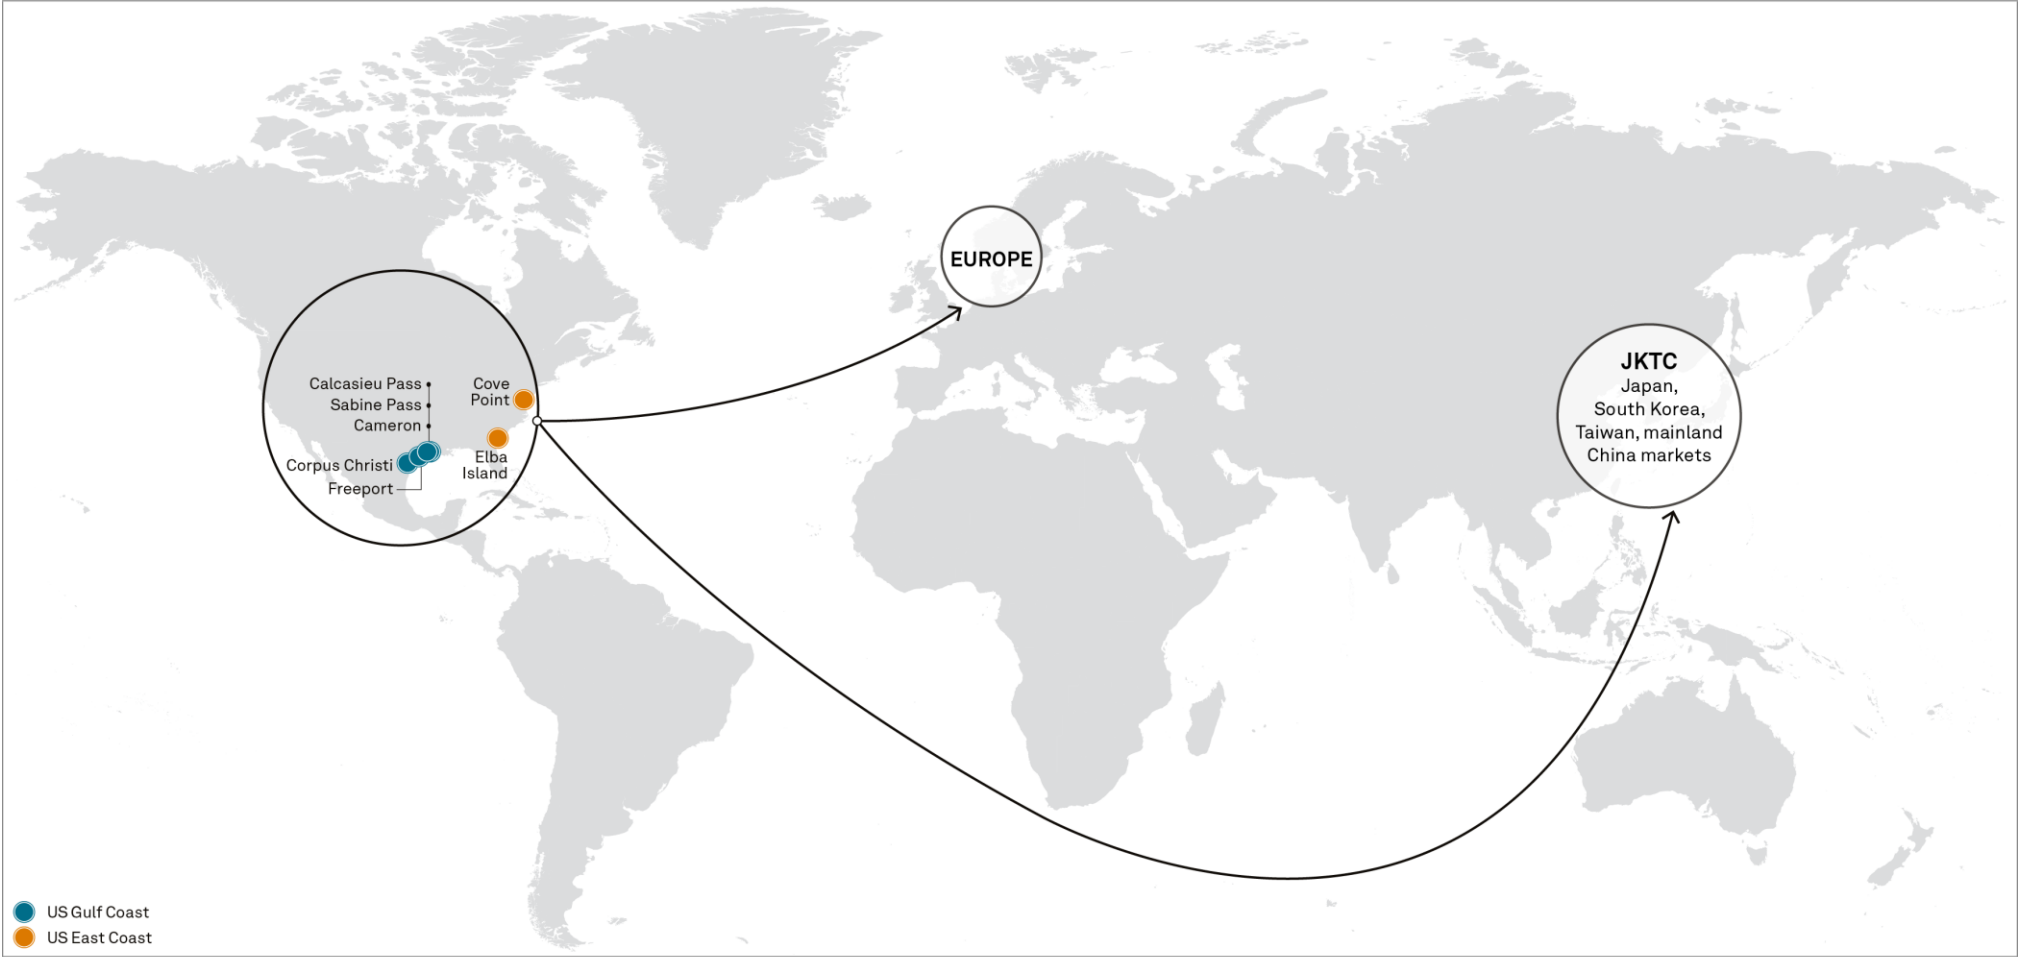 EUROPE
JKTC
Japan,
South Korea,
Taiwan, mainland
China markets
Calcasieu Pass
Sabine Pass
Cameron
Corpus Christi
Freeport
Cove
Point
Elba
Island
US Gulf Coast
US East Coast